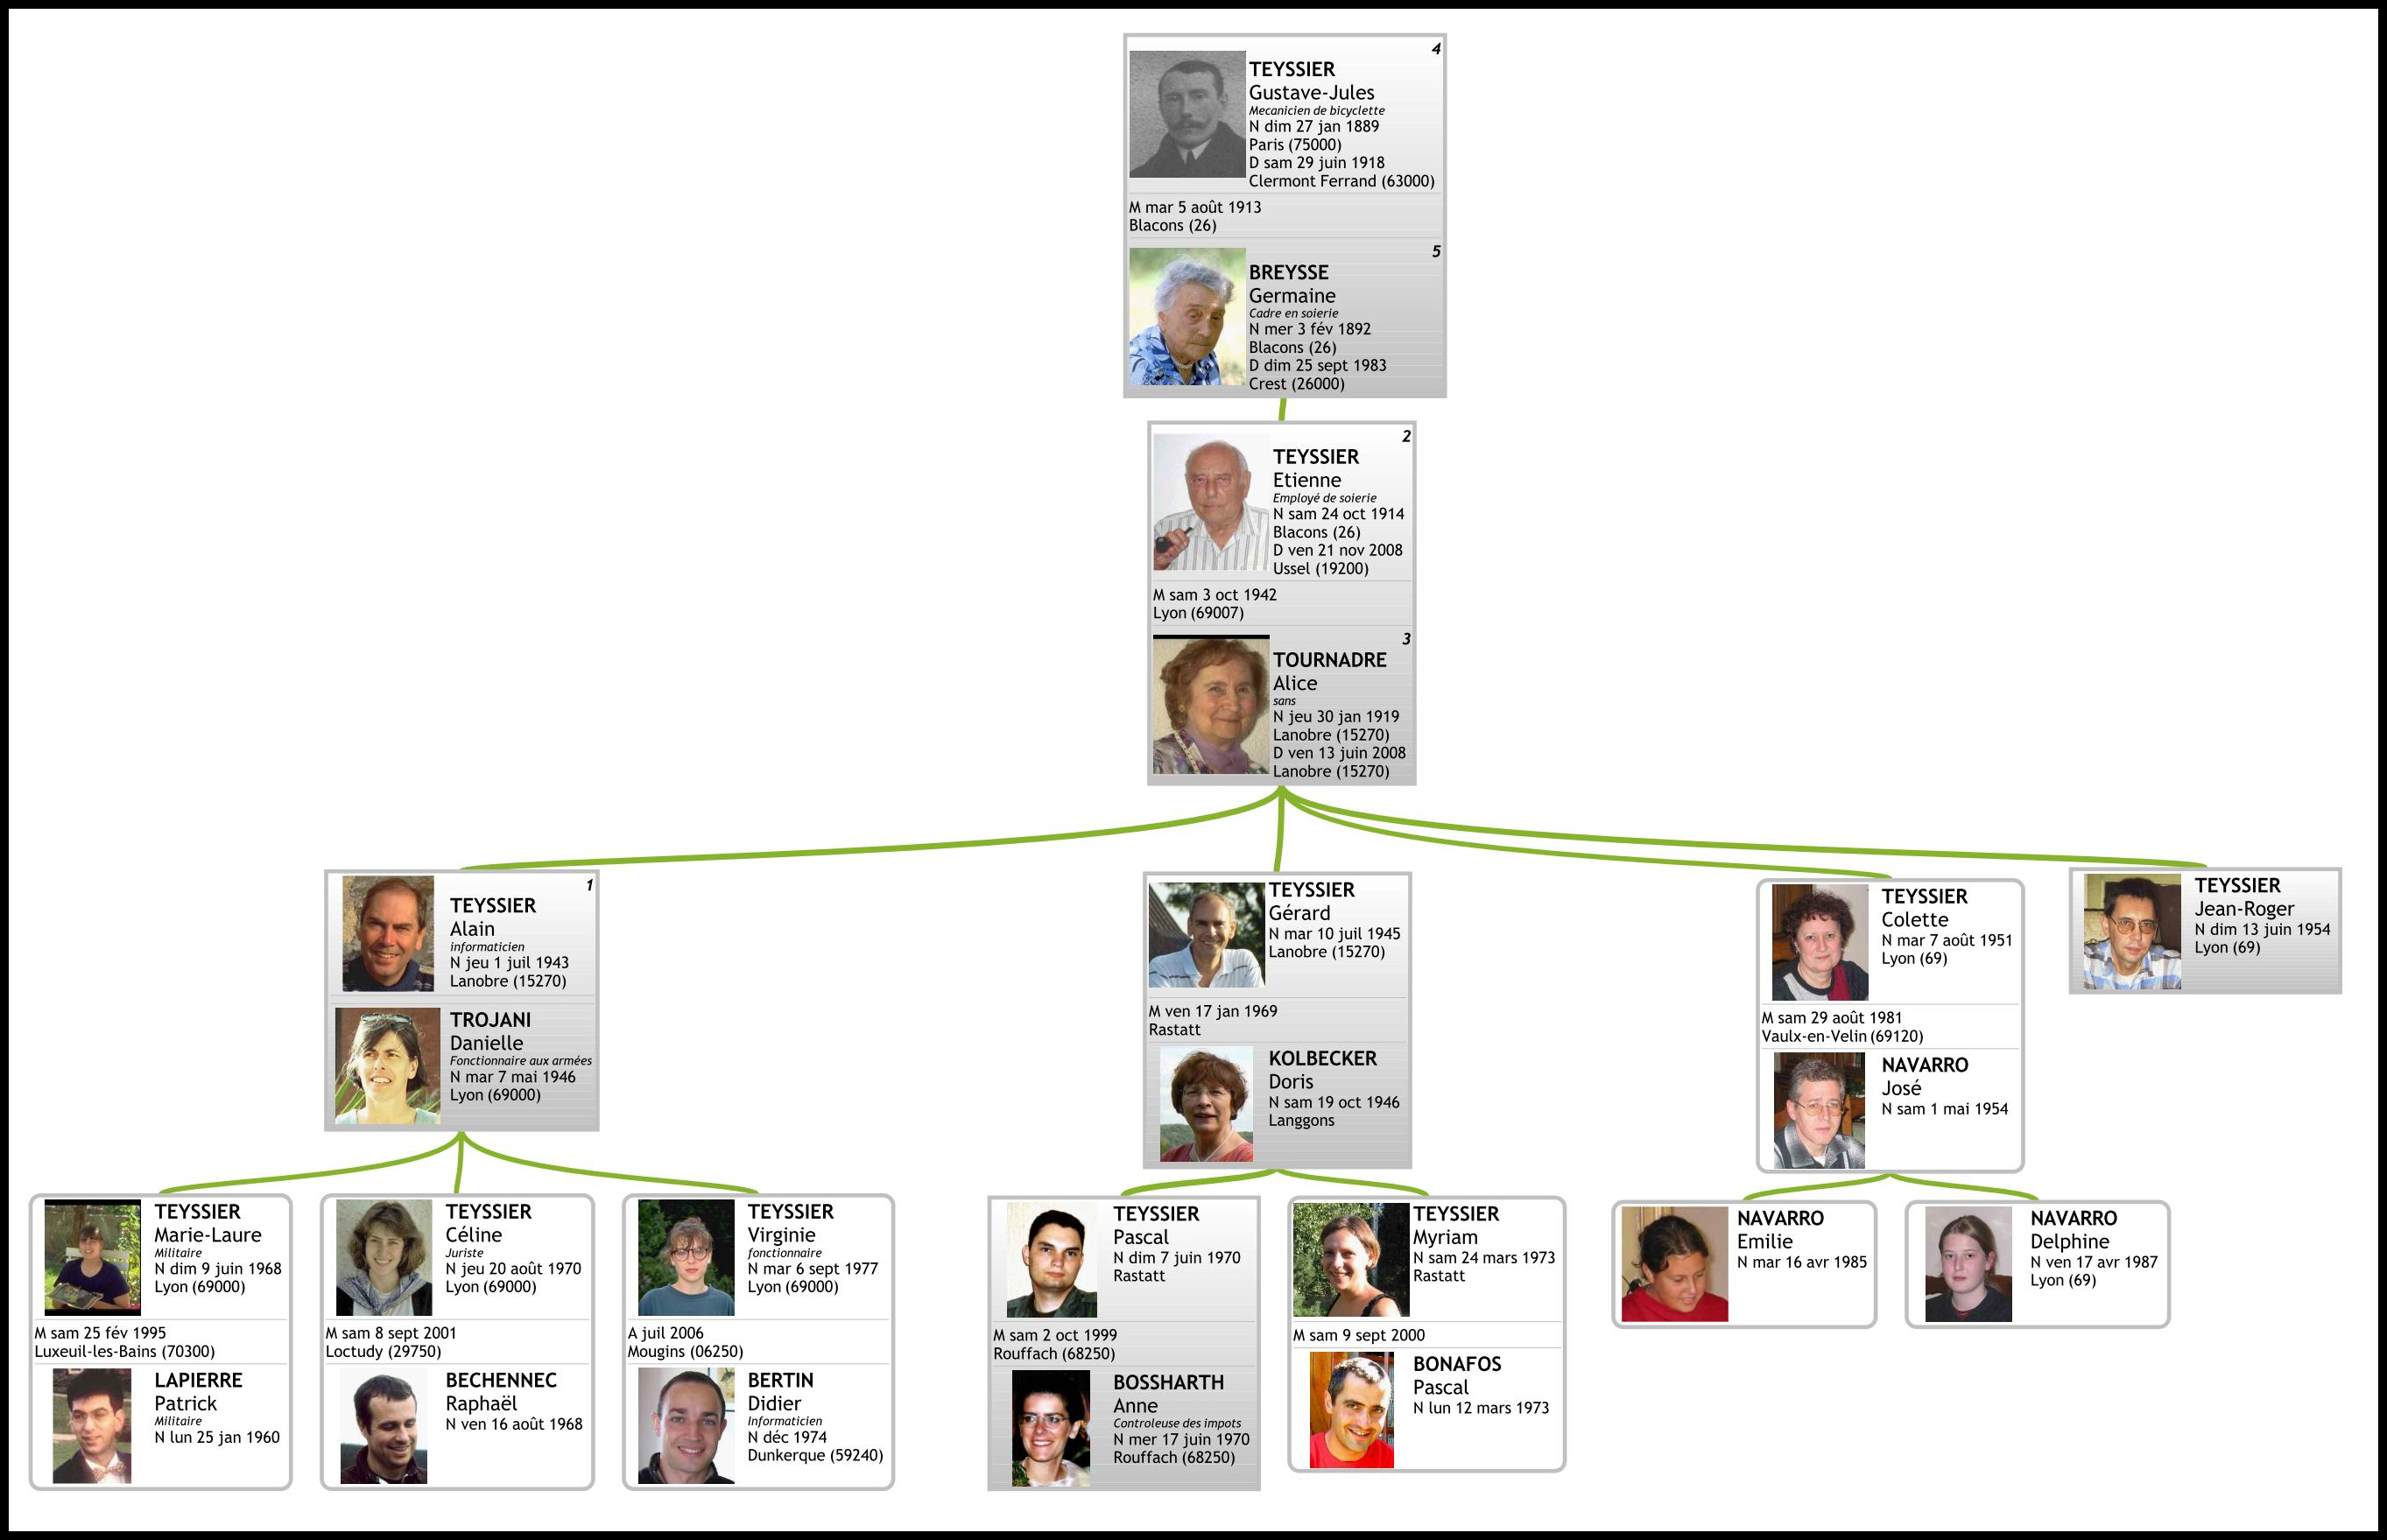 4
TEYSSIER
Gustave-Jules
Mecanicien de bicyclette
N dim 27 jan 1889
Paris (75000)
D sam 29 juin 1918
Clermont Ferrand (63000)
M mar 5 août 1913
Blacons (26)
5
BREYSSE
Germaine
Cadre en soierie
N mer 3 fév 1892
Blacons (26)
D dim 25 sept 1983
Crest (26000)
2
TEYSSIER
Etienne
Employé de soierie
N sam 24 oct 1914
Blacons (26)
D ven 21 nov 2008
Ussel (19200)
M sam 3 oct 1942
Lyon (69007)
3
TOURNADRE
Alice
sans
N jeu 30 jan 1919
Lanobre (15270)
D ven 13 juin 2008
Lanobre (15270)
1
TEYSSIER
Alain
informaticien
N jeu 1 juil 1943
Lanobre (15270)
TROJANI
Danielle
Fonctionnaire aux armées
N mar 7 mai 1946
Lyon (69000)
TEYSSIER
Gérard
N mar 10 juil 1945
Lanobre (15270)
M ven 17 jan 1969
Rastatt
KOLBECKER
Doris
N sam 19 oct 1946
Langgons
TEYSSIER
Colette
N mar 7 août 1951
Lyon (69)
M sam 29 août 1981
Vaulx-en-Velin (69120)
NAVARRO
José
N sam 1 mai 1954
TEYSSIER
Jean-Roger
N dim 13 juin 1954
Lyon (69)
TEYSSIER
Marie-Laure
Militaire
N dim 9 juin 1968
Lyon (69000)
M sam 25 fév 1995
Luxeuil-les-Bains (70300)
LAPIERRE
Patrick
Militaire
N lun 25 jan 1960
TEYSSIER
Céline
Juriste
N jeu 20 août 1970
Lyon (69000)
M sam 8 sept 2001
Loctudy (29750)
BECHENNEC
Raphaël
N ven 16 août 1968
TEYSSIER
Virginie
fonctionnaire
N mar 6 sept 1977
Lyon (69000)
A juil 2006
Mougins (06250)
BERTIN
Didier
Informaticien
N déc 1974
Dunkerque (59240)
TEYSSIER
Pascal
N dim 7 juin 1970
Rastatt
M sam 2 oct 1999
Rouffach (68250)
BOSSHARTH
Anne
Controleuse des impots
N mer 17 juin 1970
Rouffach (68250)
TEYSSIER
Myriam
N sam 24 mars 1973
Rastatt
M sam 9 sept 2000
BONAFOS
Pascal
N lun 12 mars 1973
NAVARRO
Emilie
N mar 16 avr 1985
NAVARRO
Delphine
N ven 17 avr 1987
Lyon (69)